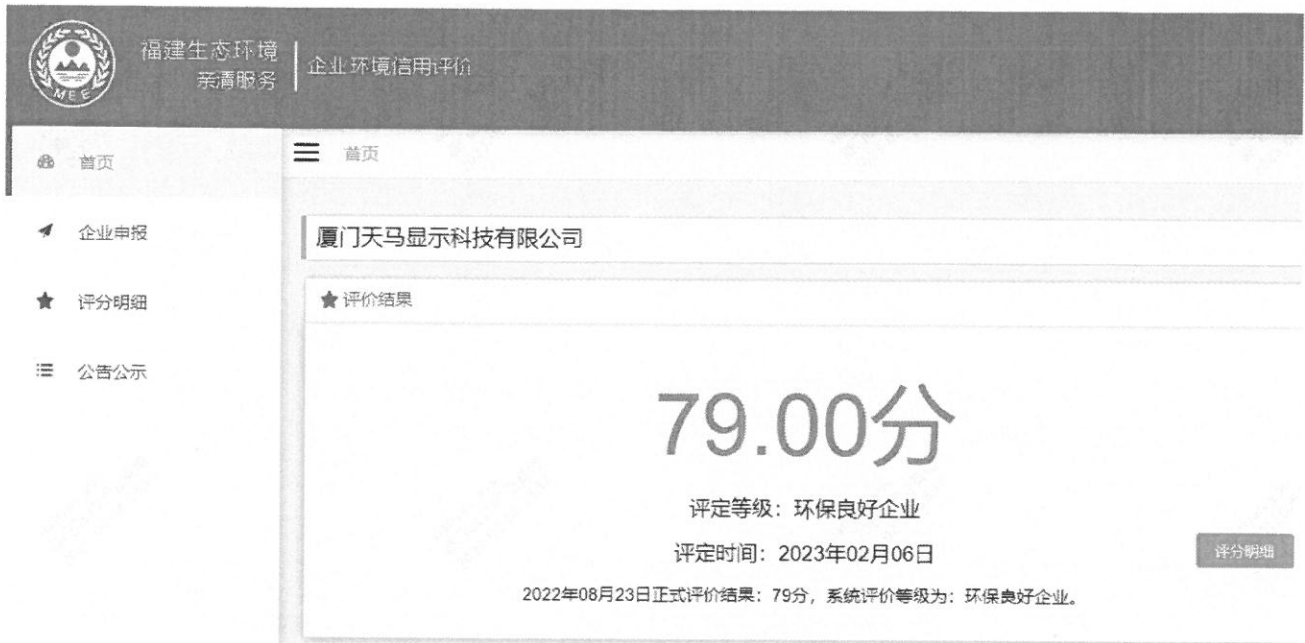 福建生态环境
亲清服务
企业环境信用评价
MEE
首页
首页
企业申报
厦门天马显示科技有限公司
评分明细
评价结果
公告公示
79.00分
评定等级：环保良好企业
评定时间：2023年02月06日
评分明细
2022年08月23日正式评价结果：79分，系统评价等级为：环保良好企业。